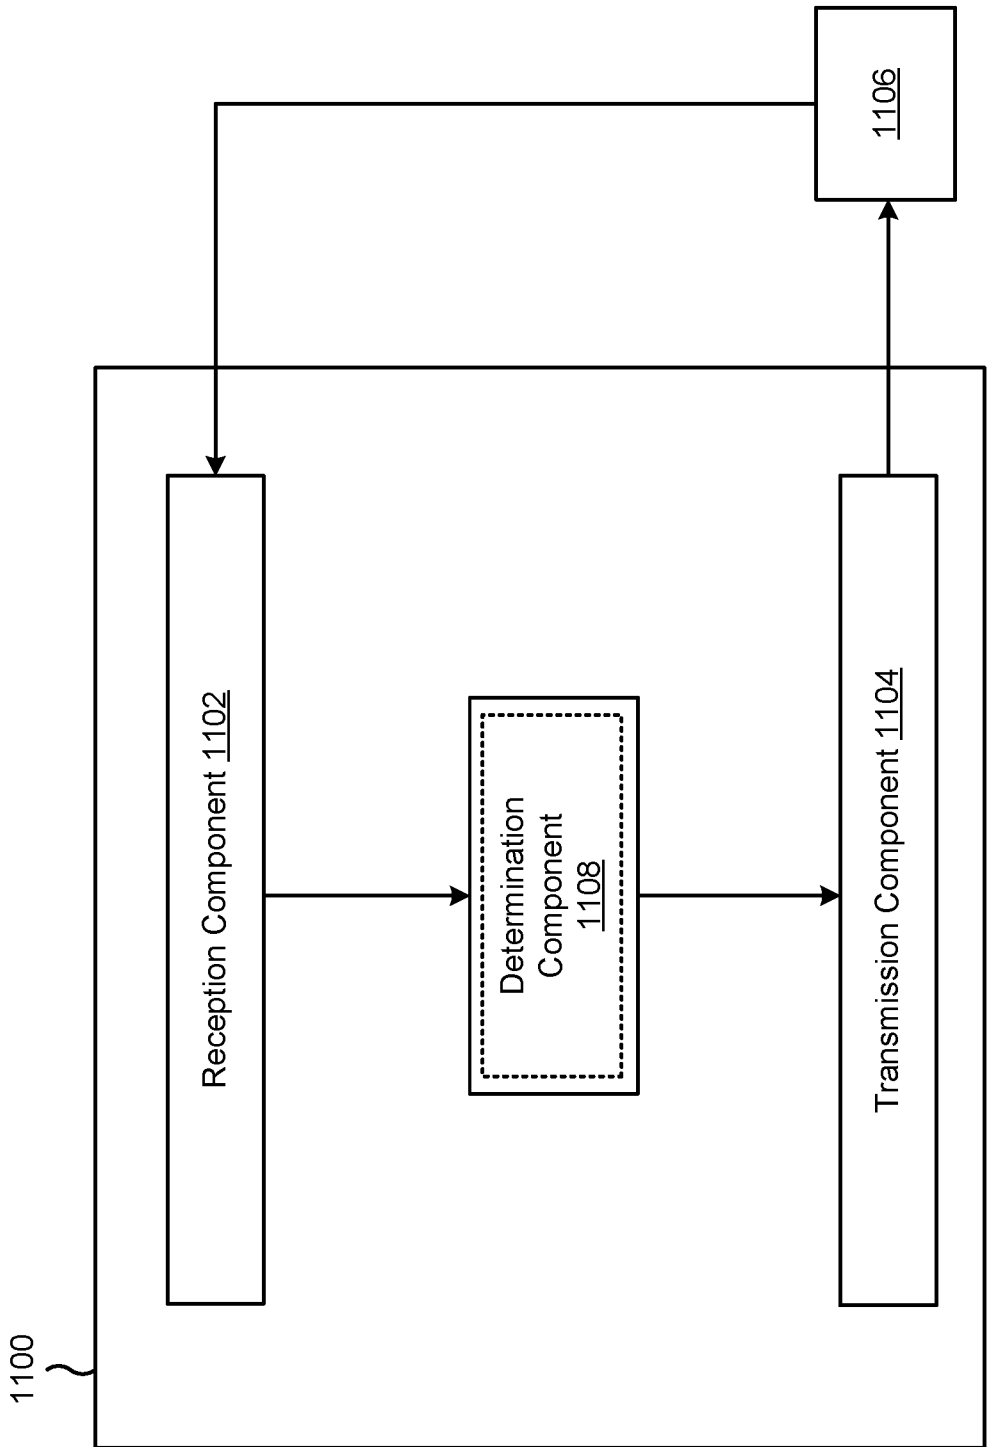 1100
Reception Component 1102
Determination
Component
1108
Transmission Component 1104
1106